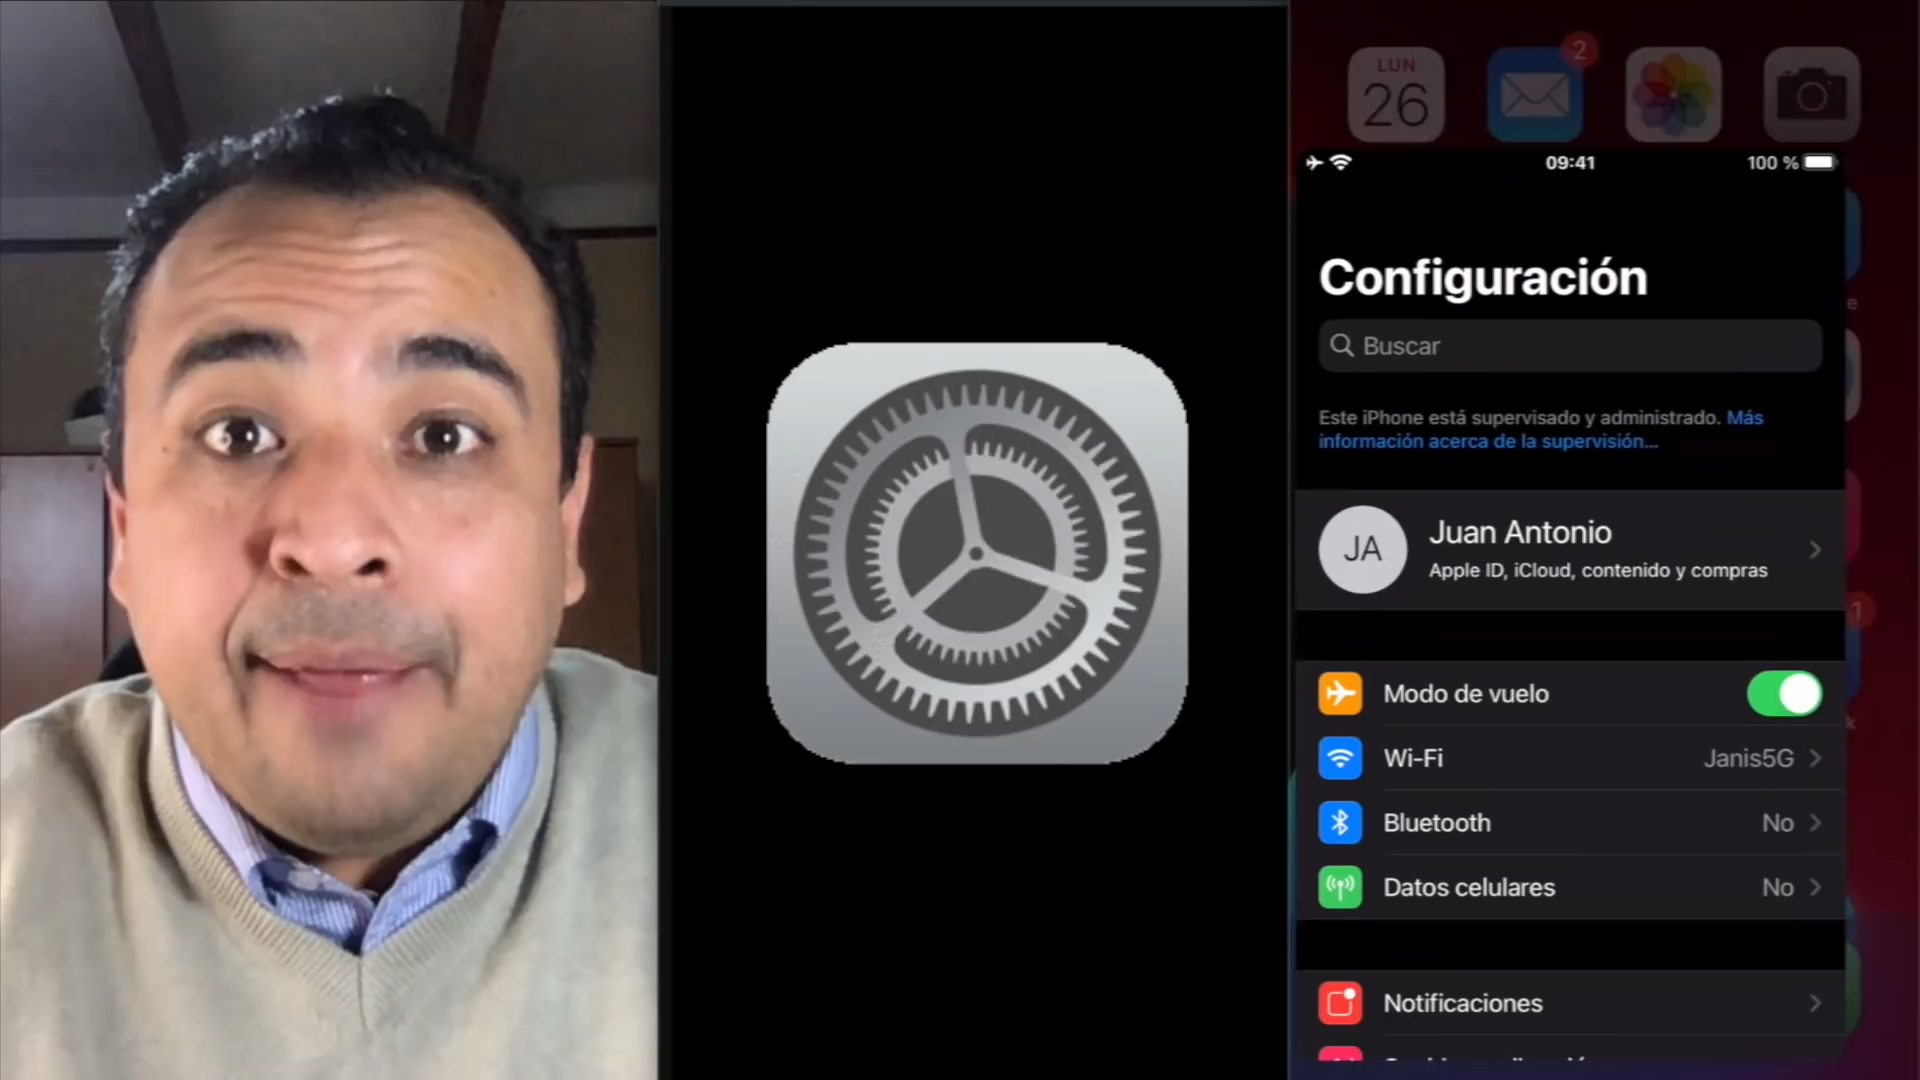 LUN
26
2
09:41
100 %
Configuración
Buscar
Este iPhone está supervisado y administrado. Más
información acerca de la supervisión...
JA
Juan Antonio
Apple ID, iCloud, contenido y compras
1
Modo de vuelo
Wi-Fi
Janis5G
Bluetooth
No
Datos celulares
No
Notificaciones